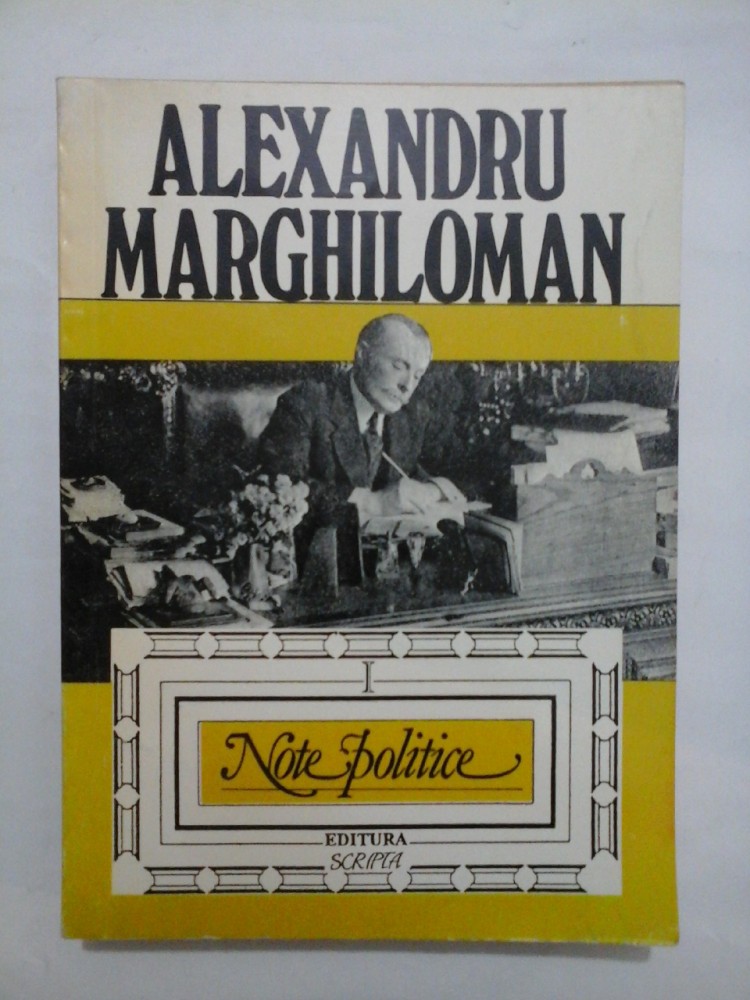 ALEXANDRU
MARGHILOMAN
I
Note politice
EDITURA
SCRIPTA